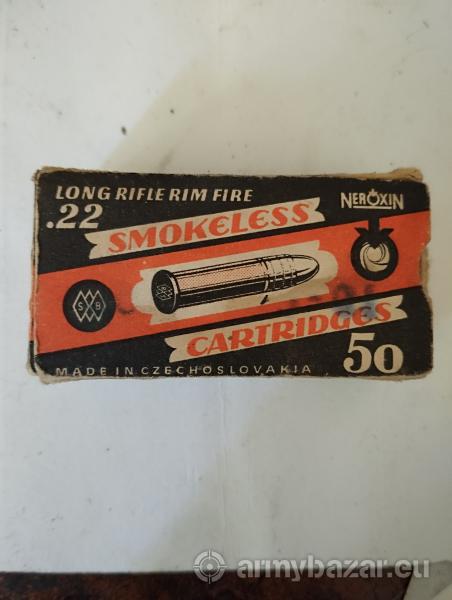 LONG RIFLE RIM FIRE
.22
SMOKELESS
NEROXIN
S B
CARTRIDGES
50
MADE IN CZECHOSLOVAKIA
armybazar.eu